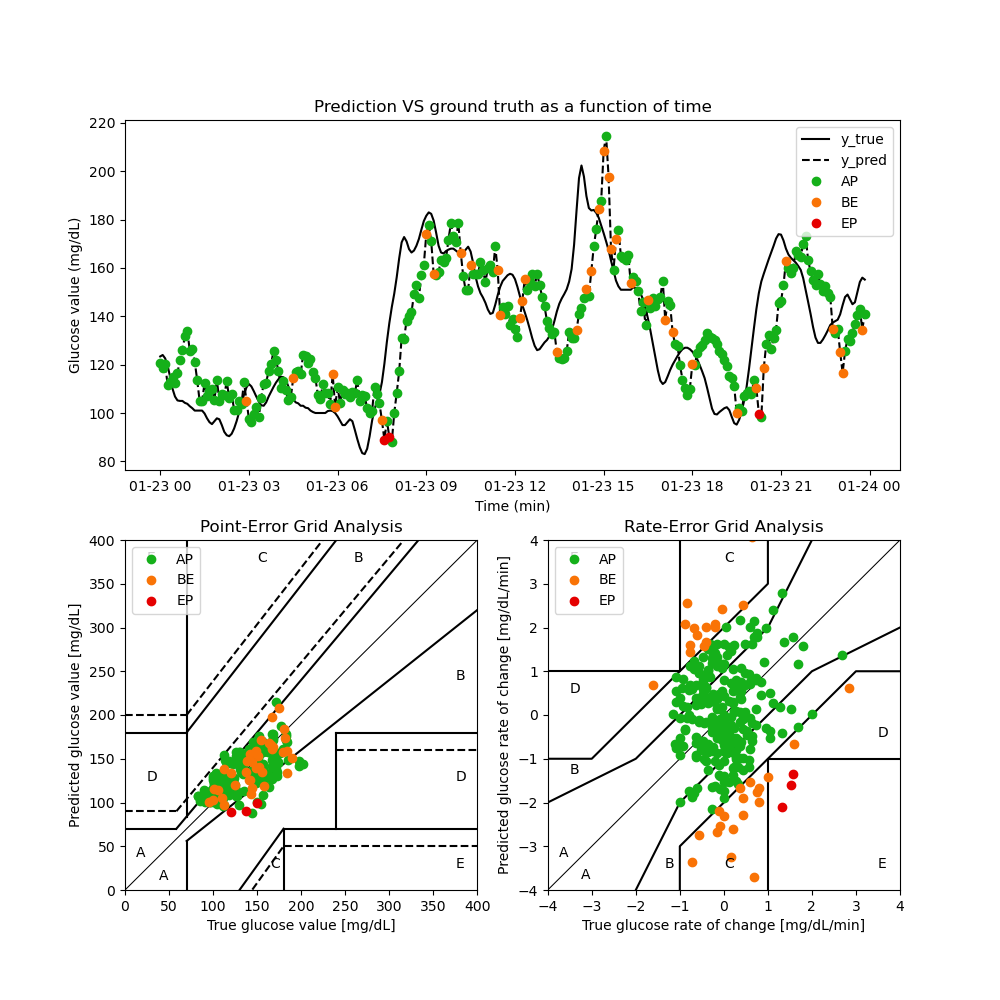 Prediction VS ground truth as a function of time
Glucose value (mg/dL)
220
200
180
160
140
120
100
80
y_true
y_pred
AP
BE
EP
01-23 00 01-23 03 01-23 06 01-23 09 01-23 12 01-23 15 01-23 18 01-23 21 01-24 00
Time (min)
Point-Error Grid Analysis
Predicted glucose value [mg/dL]
400
350
300
250
200
150
100
50
0
AP
BE
EP
C
B
B
D
D
A
A
C
E
0 50 100 150 200 250 300 350 400
True glucose value [mg/dL]
Rate-Error Grid Analysis
Predicted glucose rate of change [mg/dL/min]
4
3
2
1
0
−1
−2
−3
−4
AP
BE
EP
C
D
D
B
A
A
B
C
E
−4 −3 −2 −1 0 1 2 3 4
True glucose rate of change [mg/dL/min]